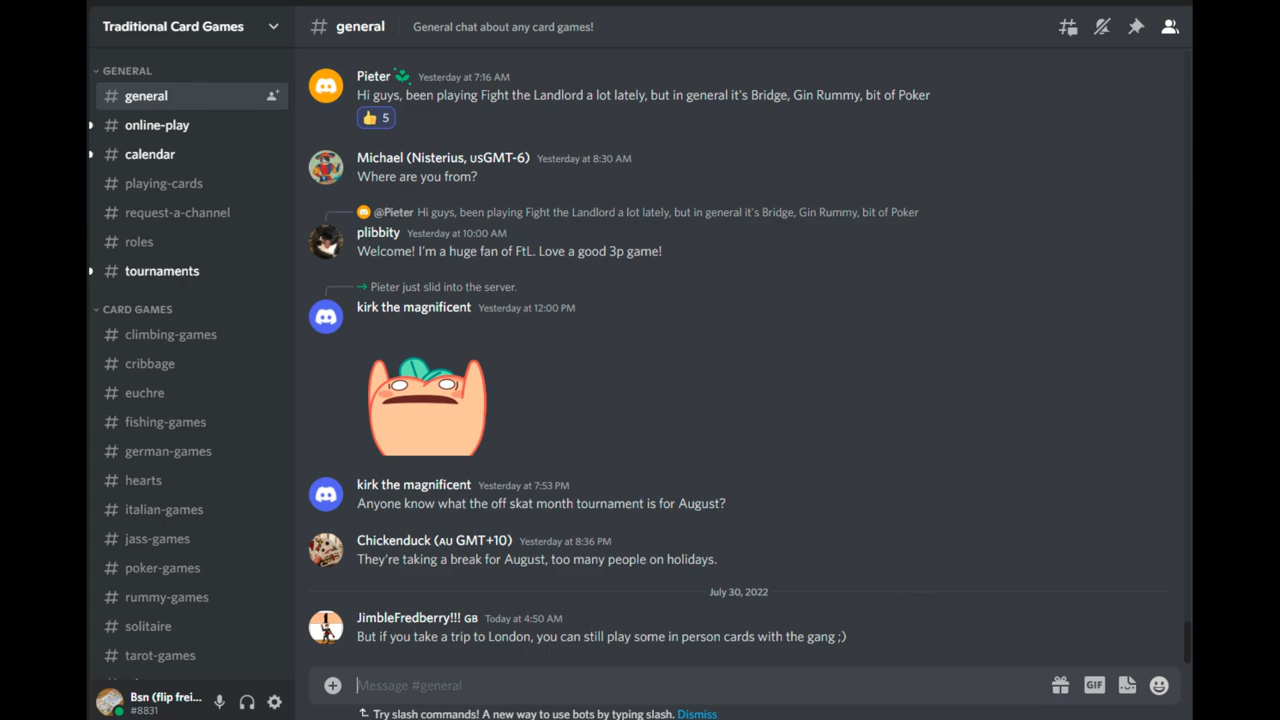 Traditional Card Games
general
General chat about any card games!
GENERAL
general
online-play
calendar
playing-cards
request-a-channel
roles
tournaments
CARD GAMES
climbing-games
cribbage
euchre
fishing-games
german-games
hearts
italian-games
jass-games
poker-games
rummy-games
solitaire
tarot-games
Bsn (flip frei...
#8831
Pieter Yesterday at 7:16 AM
Hi guys, been playing Fight the Landlord a lot lately, but in general it's Bridge, Gin Rummy, bit of Poker
5
Michael (Nisterius, usGMT-6) Yesterday at 8:30 AM
Where are you from?
@Pieter Hi guys, been playing Fight the Landlord a lot lately, but in general it's Bridge, Gin Rummy, bit of Poker
plibbity Yesterday at 10:00 AM
Welcome! I'm a huge fan of FtL. Love a good 3p game!
Pieter just slid into the server.
kirk the magnificent Yesterday at 12:00 PM
kirk the magnificent Yesterday at 7:53 PM
Anyone know what the off skat month tournament is for August?
Chickenduck (AU GMT+10) Yesterday at 8:36 PM
They're taking a break for August, too many people on holidays.
July 30, 2022
JimbleFredberry!!! GB Today at 4:50 AM
But if you take a trip to London, you can still play some in person cards with the gang ;)
Message #general
GIF
Try slash commands! A new way to use bots by typing slash. Dismiss